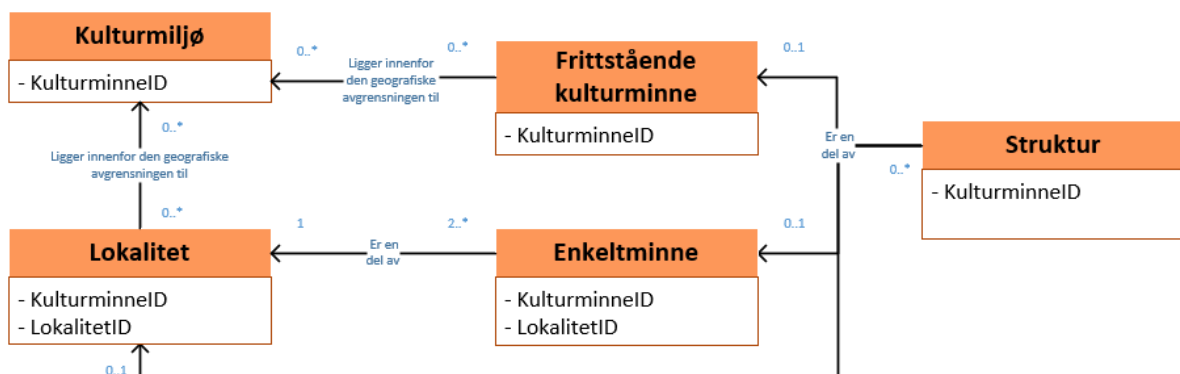 Kulturmiljø
- KulturminneID
0..*
0..*
Ligger innenfor
den geografiske
avgrensningen til
Frittstående
kulturminne
- KulturminneID
0..1
Er en
del av
0..*
Struktur
- KulturminneID
0..*
Ligger innenfor den geografiske
avgrensningen til
0..*
Lokalitet
- KulturminneID
- LokalitetID
0..1
1
2..*
Er en
del av
Enkeltminne
- KulturminneID
- LokalitetID
0..1